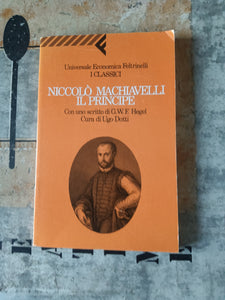 Universale Economica Feltrinelli
I CLASSICI
NICCOLÒ MACHIAVELLI
IL PRINCIPE
Con uno scritto di G.W.F. Hegel
Cura di Ugo Dotti